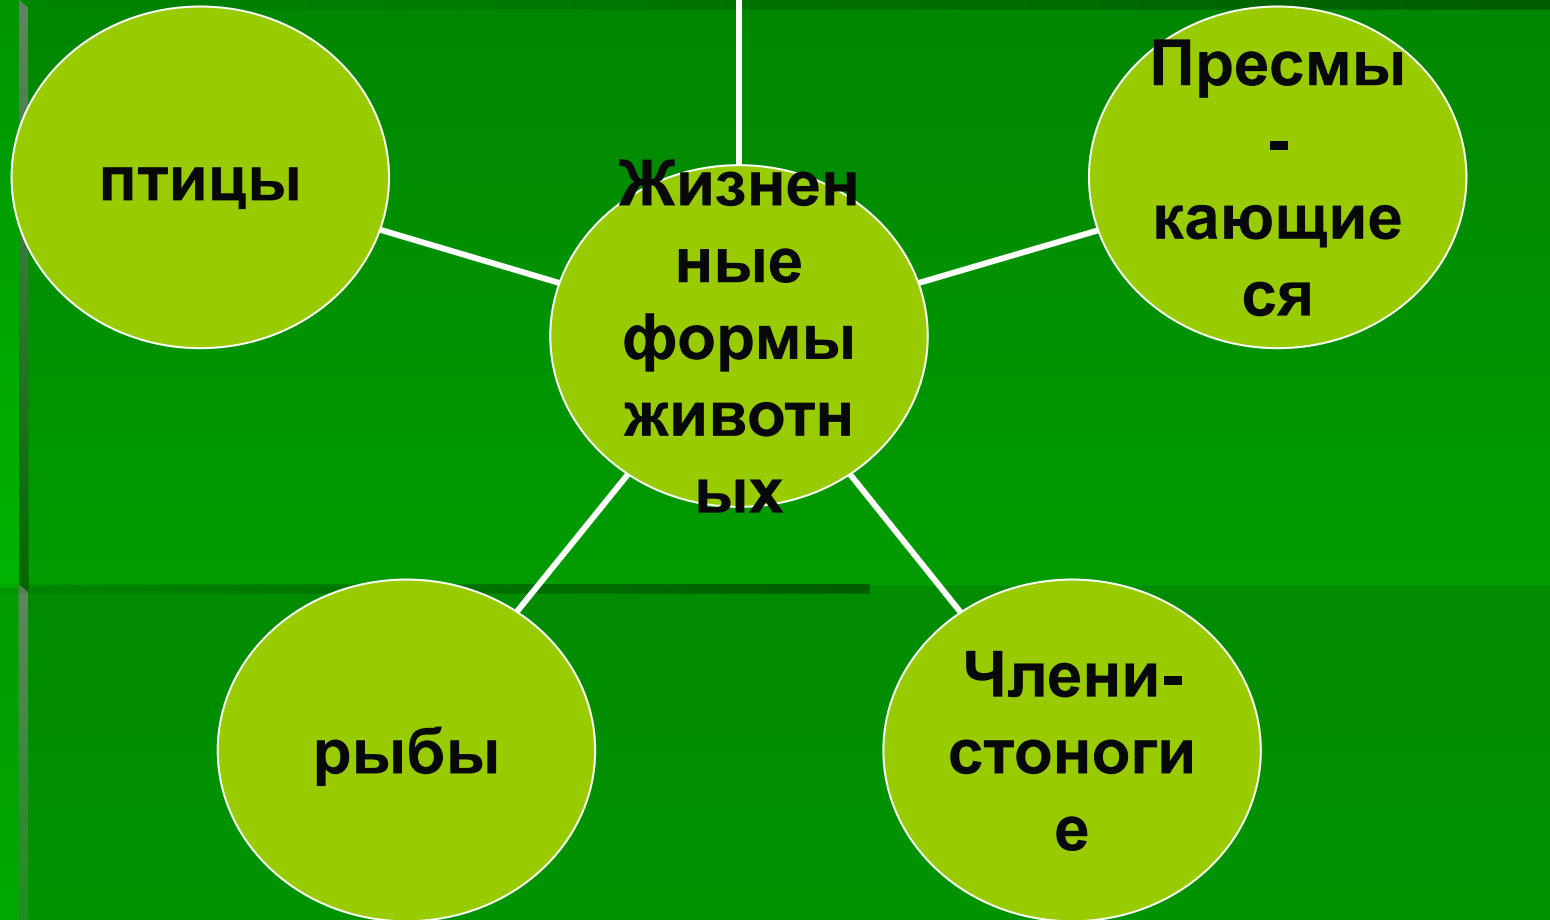 птицы
Жизнен
ные
формы
животн
ых
Пресмы
-
кающие
ся
рыбы
Члени-
стоноги
е